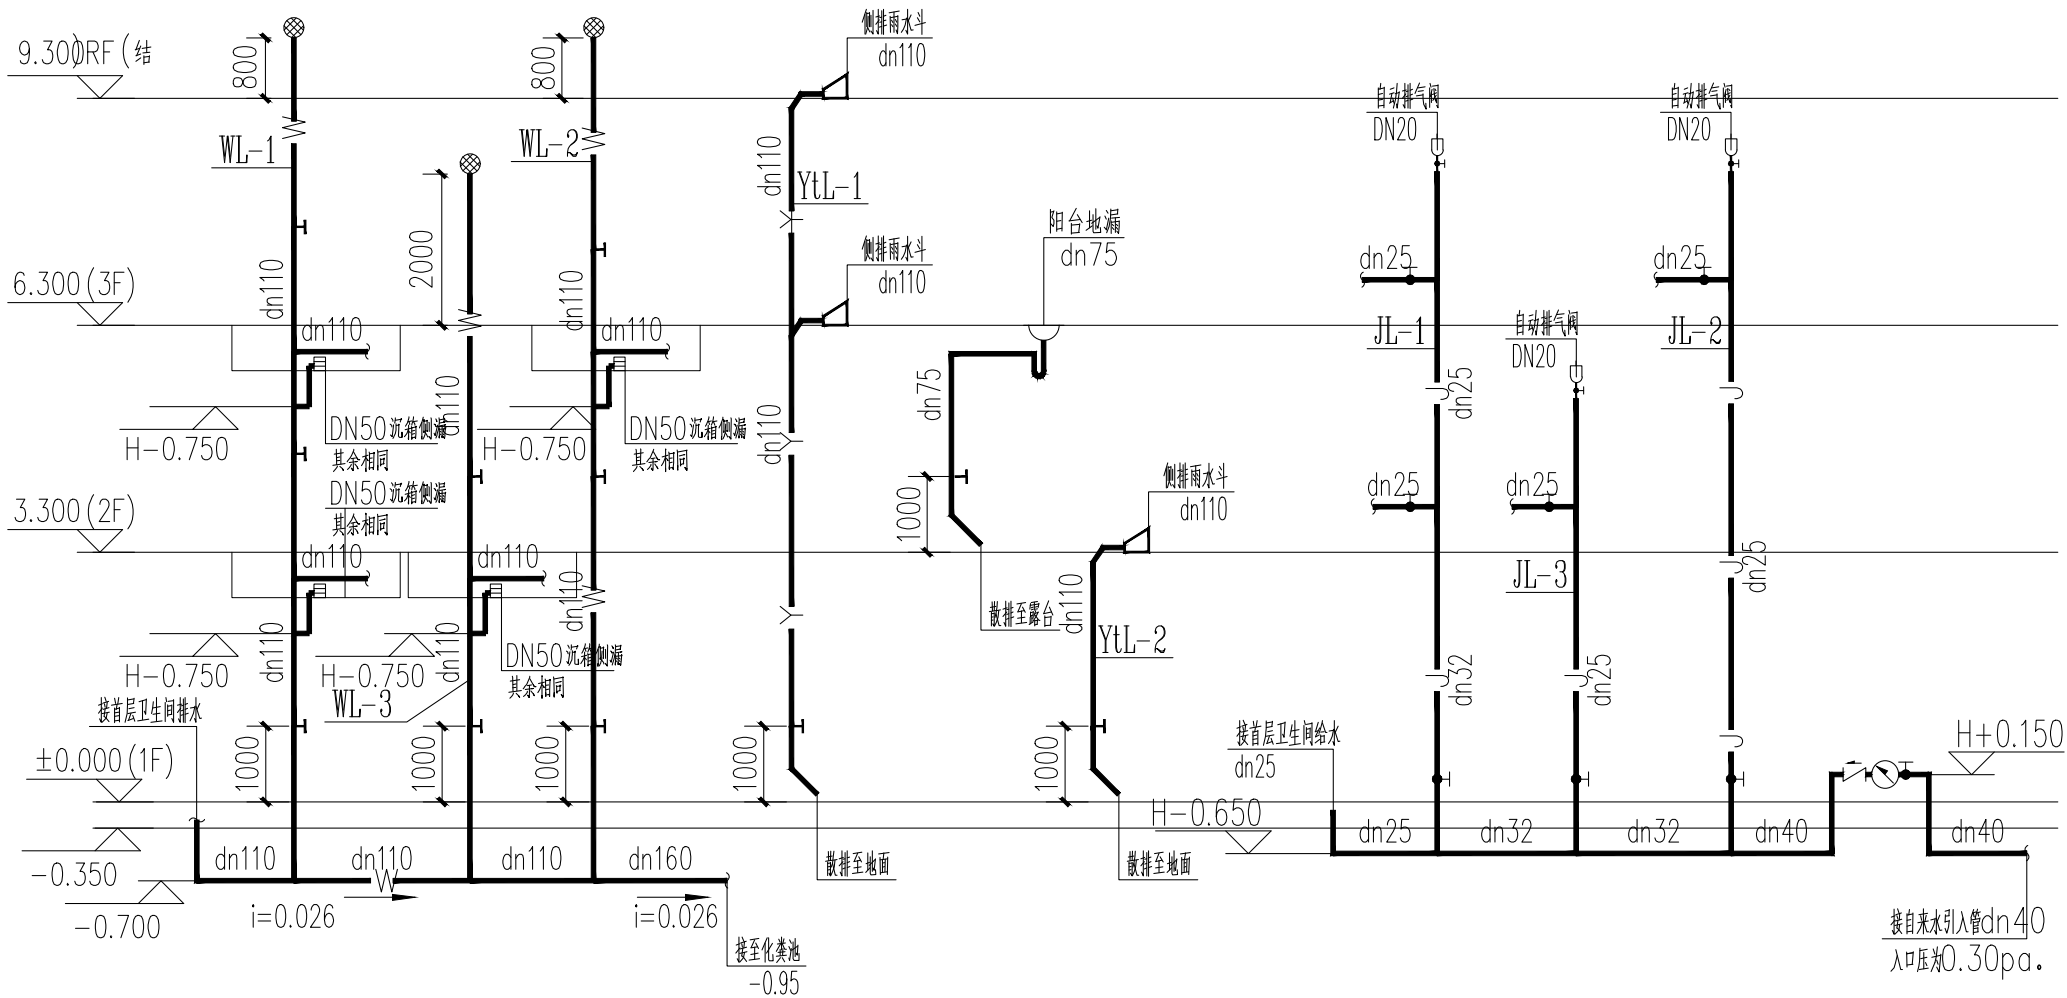 侧排雨水斗
dn110
9.300)RF(结
800
800
自动排气阀
DN20
自动排气阀
DN20
WL-1
WL-2
dn110
YtL-1
阳台地漏
dn75
2000
侧排雨水斗
dn110
dn25
dn25
6.300(3F)
dn110
dn110
dn110
dn110
JL-1
自动排气阀
DN20
JL-2
dn110
dn75
dn25
DN50沉箱侧漏
其余相同
H-0.750
DN50沉箱侧漏
其余相同
H-0.750
dn110
DN50沉箱侧漏
其余相同
侧排雨水斗
dn110
dn25
dn25
1000
3.300(2F)
dn110
dn110
dn110
dn25
JL-3
散排至露台
dn110
YtL-2
dn110
dn110
DN50沉箱侧漏
其余相同
H-0.750
H-0.750
dn32
dn25
WL-3
接首层卫生间排水
接首层卫生间给水
dn25
H+0.150
±0.000(1F)
1000
1000
1000
1000
1000
H-0.650
dn25
dn32
dn32
dn40
dn40
-0.350
dn110
dn110
dn110
dn160
散排至地面
散排至地面
-0.700
i=0.026
i=0.026
接至化粪池
-0.95
接自来水引入管dn40
入口压为0.30pa。